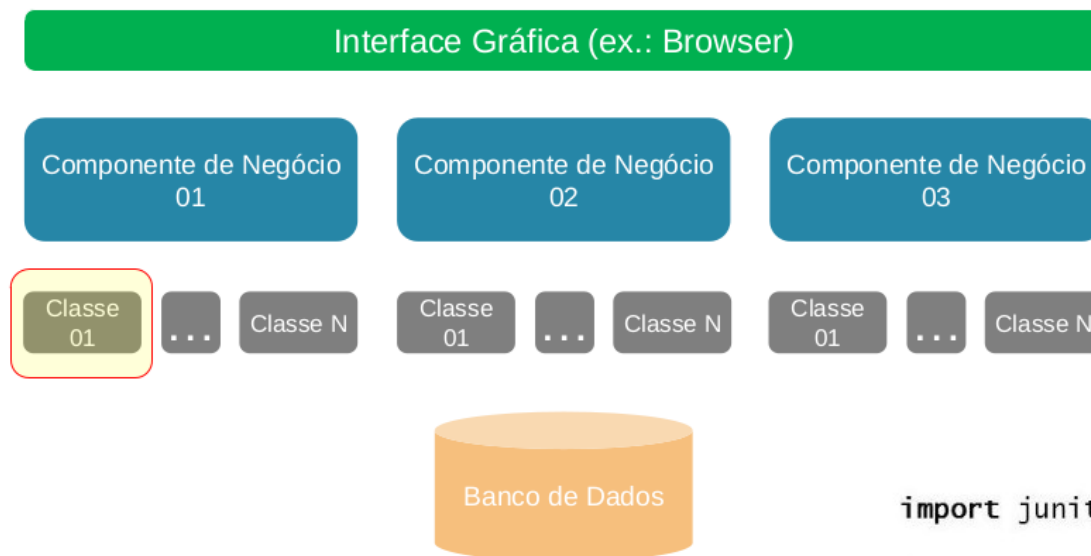 Interface Gráfica (ex.: Browser)
Componente de Negócio
01
Componente de Negócio
02
Componente de Negócio
03
Classe
01
...
Classe N
Classe
01
...
Classe N
Classe
01
...
Classe N
Banco de Dados
import junit